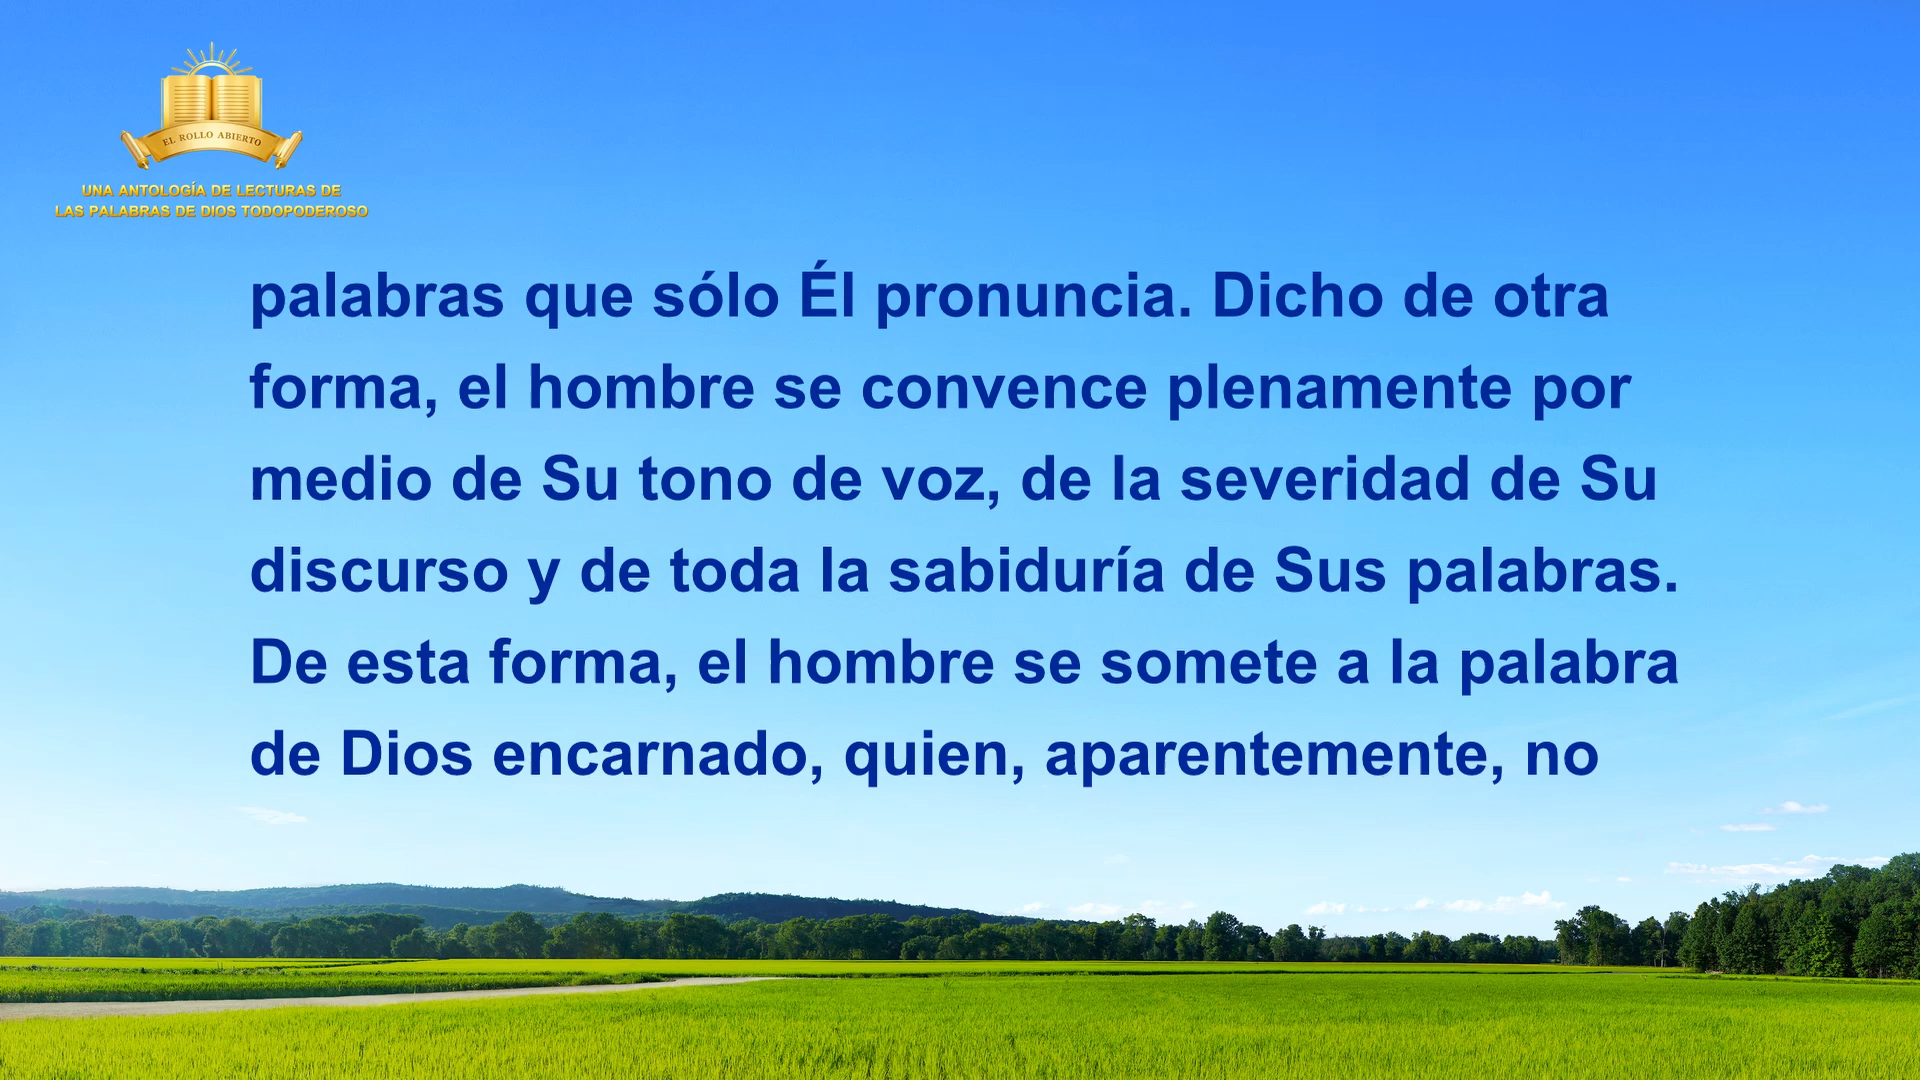 EL ROLLO ABIERTO
UNA ANTOLOGÍA DE LECTURAS DE
LAS PALABRAS DE DIOS TODOPODEROSO
palabras que sólo Él pronuncia. Dicho de otra
forma, el hombre se convence plenamente por
medio de Su tono de voz, de la severidad de Su
discurso y de toda la sabiduría de Sus palabras.
De esta forma, el hombre se somete a la palabra
de Dios encarnado, quien, aparentemente, no